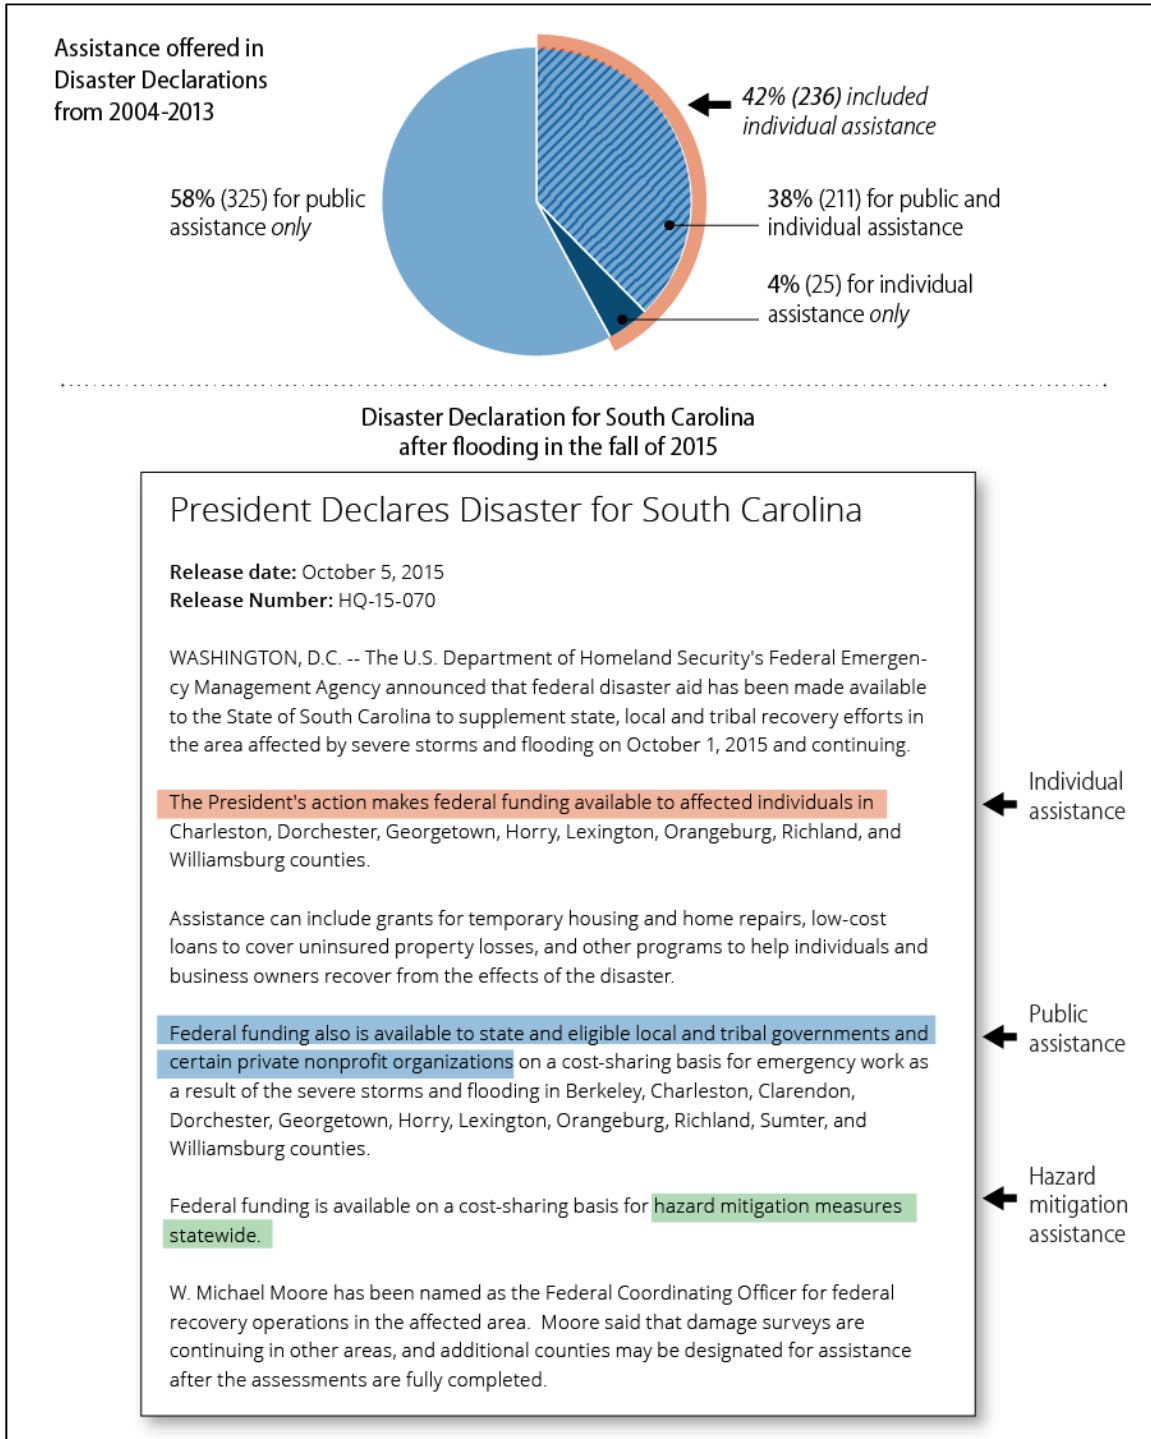 Assistance offered in
Disaster Declarations
from 2004-2013
42% (236) included
individual assistance
58% (325) for public
assistance only
38% (211) for public and
individual assistance
4% (25) for individual
assistance only
Disaster Declaration for South Carolina
after flooding in the fall of 2015
President Declares Disaster for South Carolina
Release date: October 5, 2015
Release Number: HQ-15-070
WASHINGTON, D.C. -- The U.S. Department of Homeland Security's Federal Emergen-
cy Management Agency announced that federal disaster aid has been made available
to the State of South Carolina to supplement state, local and tribal recovery efforts in
the area affected by severe storms and flooding on October 1, 2015 and continuing.
The President's action makes federal funding available to affected individuals in
Charleston, Dorchester, Georgetown, Horry, Lexington, Orangeburg, Richland, and
Williamsburg counties.
Individual
assistance
Assistance can include grants for temporary housing and home repairs, low-cost
loans to cover uninsured property losses, and other programs to help individuals and
business owners recover from the effects of the disaster.
Federal funding also is available to state and eligible local and tribal governments and
certain private nonprofit organizations on a cost-sharing basis for emergency work as
a result of the severe storms and flooding in Berkeley, Charleston, Clarendon,
Dorchester, Georgetown, Horry, Lexington, Orangeburg, Richland, Sumter, and
Williamsburg counties.
Public
assistance
Federal funding is available on a cost-sharing basis for hazard mitigation measures
statewide.
Hazard
mitigation
assistance
W. Michael Moore has been named as the Federal Coordinating Officer for federal
recovery operations in the affected area. Moore said that damage surveys are
continuing in other areas, and additional counties may be designated for assistance
after the assessments are fully completed.